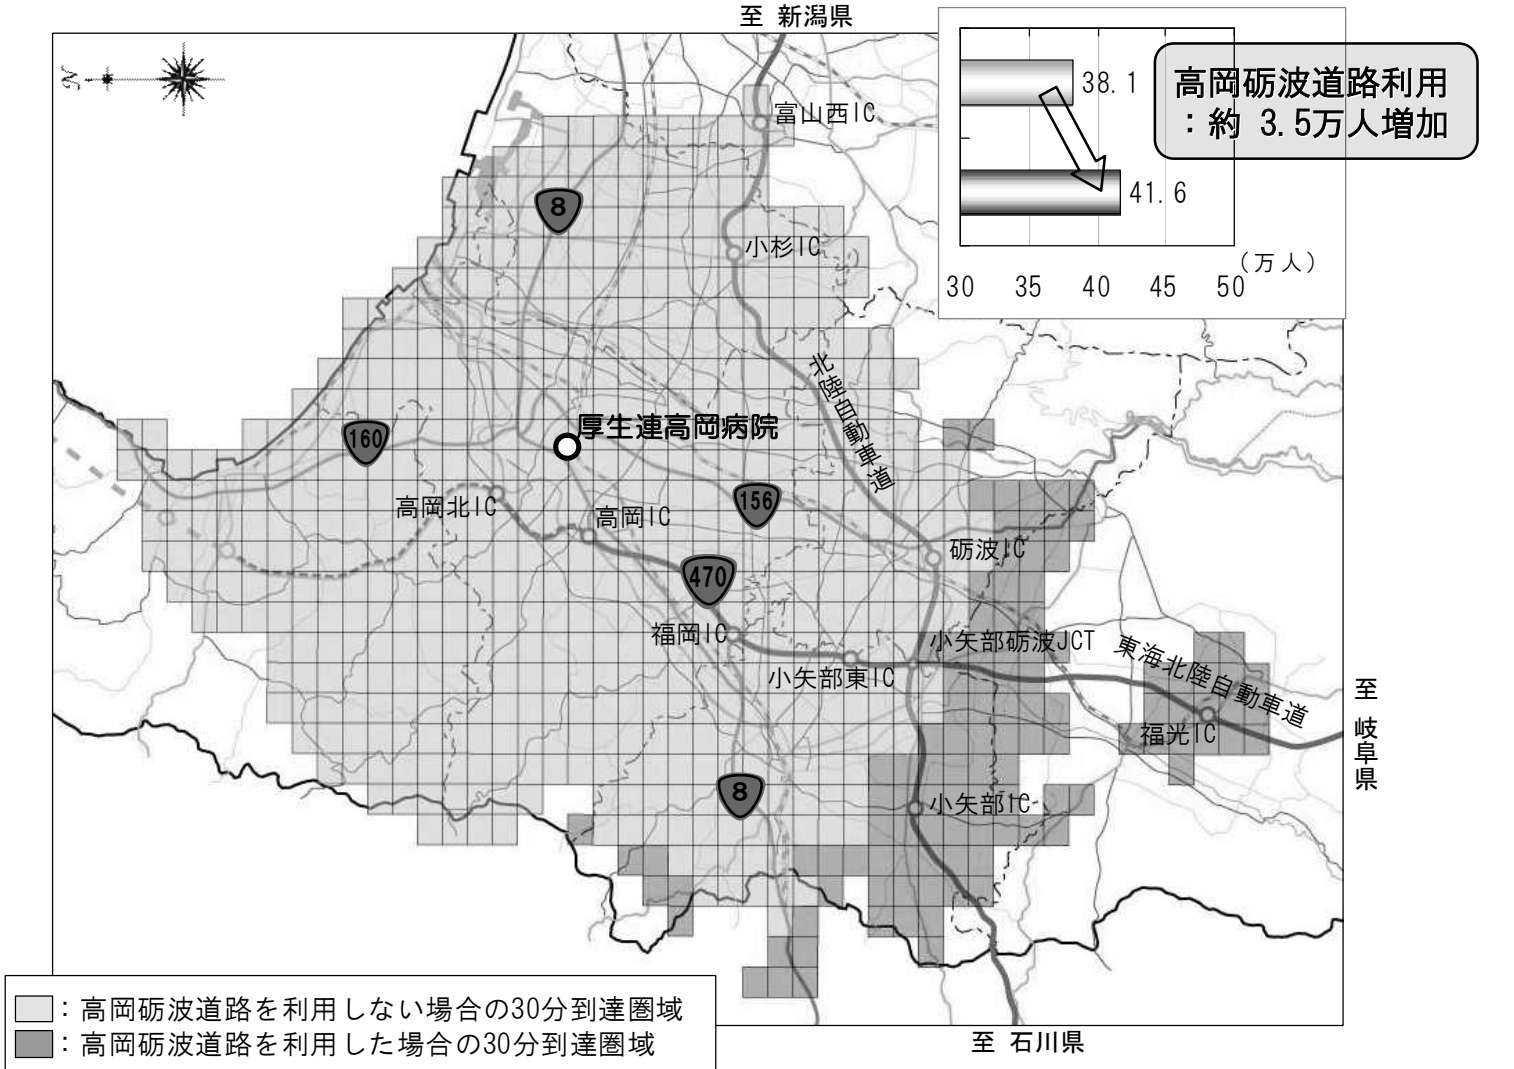 至 新潟県
N
38.1
高岡砺波道路利用
：約 3.5万人増加
41.6
(万人)
30 35 40 45 50
富山西IC
8
小杉IC
北陸自動車道
160
厚生連高岡病院
156
高岡北IC
高岡IC
砺波IC
470
福岡IC
小矢部砺波JCT
小矢部東IC
東海北陸自動車道
福光IC
至 岐阜県
8
小矢部IC
：高岡砺波道路を利用しない場合の30分到達圏域
：高岡砺波道路を利用した場合の30分到達圏域
至 石川県